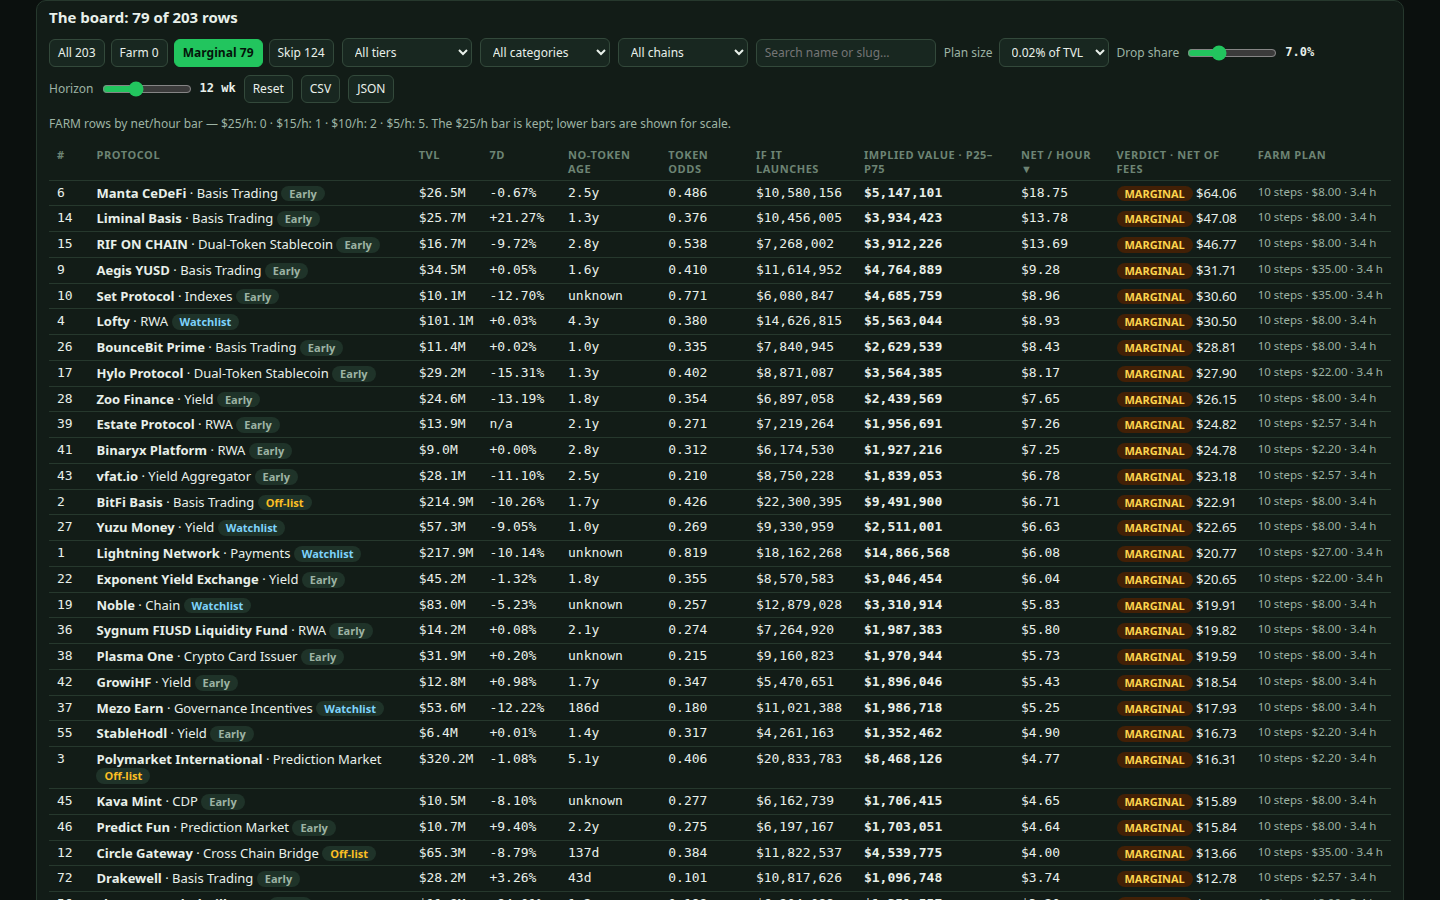 The board: 79 of 203 rows
All 203 Farm 0 Marginal 79 Skip 124 All tiers All categories All chains Search name or slug... Plan size 0.02% of TVL Drop share 7.0%
Horizon 12 wk Reset CSV JSON
FARM rows by net/hour bar — $25/h: 0 · $15/h: 1 · $10/h: 2 · $5/h: 5. The $25/h bar is kept; lower bars are shown for scale.
# PROTOCOL TVL 7D NO-TOKEN AGE TOKEN ODDS IF IT LAUNCHES IMPLIED VALUE · P25–P75 NET / HOUR ▼ VERDICT · NET OF FEES FARM PLAN
6 Manta CeDeFi · Basis Trading Early $26.5M -0.67% 2.5y 0.486 $10,580,156 $5,147,101 $18.75 MARGINAL $64.06 10 steps · $8.00 · 3.4 h
14 Liminal Basis · Basis Trading Early $25.7M +21.27% 1.3y 0.376 $10,456,005 $3,934,423 $13.78 MARGINAL $47.08 10 steps · $8.00 · 3.4 h
15 RIF ON CHAIN · Dual-Token Stablecoin Early $16.7M -9.72% 2.8y 0.538 $7,268,002 $3,912,226 $13.69 MARGINAL $46.77 10 steps · $8.00 · 3.4 h
9 Aegis YUSD · Basis Trading Early $34.5M +0.05% 1.6y 0.410 $11,614,952 $4,764,889 $9.28 MARGINAL $31.71 10 steps · $35.00 · 3.4 h
10 Set Protocol · Indexes Early $10.1M -12.70% unknown 0.771 $6,080,847 $4,685,759 $8.96 MARGINAL $30.60 10 steps · $35.00 · 3.4 h
4 Lofty · RWA Watchlist $101.1M +0.03% 4.3y 0.380 $14,626,815 $5,563,044 $8.93 MARGINAL $30.50 10 steps · $8.00 · 3.4 h
26 BounceBit Prime · Basis Trading Early $11.4M +0.02% 1.0y 0.335 $7,840,945 $2,629,539 $8.43 MARGINAL $28.81 10 steps · $8.00 · 3.4 h
17 Hylo Protocol · Dual-Token Stablecoin Early $29.2M -15.31% 1.3y 0.402 $8,871,087 $3,564,385 $8.17 MARGINAL $27.90 10 steps · $22.00 · 3.4 h
28 Zoo Finance · Yield Early $24.6M -13.19% 1.8y 0.354 $6,897,058 $2,439,569 $7.65 MARGINAL $26.15 10 steps · $8.00 · 3.4 h
39 Estate Protocol · RWA Early $13.9M n/a 2.1y 0.271 $7,219,264 $1,956,691 $7.26 MARGINAL $24.82 10 steps · $2.57 · 3.4 h
41 Binaryx Platform · RWA Early $9.0M +0.00% 2.8y 0.312 $6,174,530 $1,927,216 $7.25 MARGINAL $24.78 10 steps · $2.20 · 3.4 h
43 vfat.io · Yield Aggregator Early $28.1M -11.10% 2.5y 0.210 $8,750,228 $1,839,053 $6.78 MARGINAL $23.18 10 steps · $2.57 · 3.4 h
2 BitFi Basis · Basis Trading Off-list $214.9M -10.26% 1.7y 0.426 $22,300,395 $9,491,900 $6.71 MARGINAL $22.91 10 steps · $8.00 · 3.4 h
27 Yuzu Money · Yield Watchlist $57.3M -9.05% 1.0y 0.269 $9,330,959 $2,511,001 $6.63 MARGINAL $22.65 10 steps · $8.00 · 3.4 h
1 Lightning Network · Payments Watchlist $217.9M -10.14% unknown 0.819 $18,162,268 $14,866,568 $6.08 MARGINAL $20.77 10 steps · $27.00 · 3.4 h
22 Exponent Yield Exchange · Yield Early $45.2M -1.32% 1.8y 0.355 $8,570,583 $3,046,454 $6.04 MARGINAL $20.65 10 steps · $22.00 · 3.4 h
19 Noble · Chain Watchlist $83.0M -5.23% unknown 0.257 $12,879,028 $3,310,914 $5.83 MARGINAL $19.91 10 steps · $8.00 · 3.4 h
36 Sygnum FIUSD Liquidity Fund · RWA Early $14.2M +0.08% 2.1y 0.274 $7,264,920 $1,987,383 $5.80 MARGINAL $19.82 10 steps · $8.00 · 3.4 h
38 Plasma One · Crypto Card Issuer Early $31.9M +0.20% unknown 0.215 $9,160,823 $1,970,944 $5.73 MARGINAL $19.59 10 steps · $8.00 · 3.4 h
42 GrowiHF · Yield Early $12.8M +0.98% 1.7y 0.347 $5,470,651 $1,896,046 $5.43 MARGINAL $18.54 10 steps · $8.00 · 3.4 h
37 Mezo Earn · Governance Incentives Watchlist $53.6M -12.22% 186d 0.180 $11,021,388 $1,986,718 $5.25 MARGINAL $17.93 10 steps · $8.00 · 3.4 h
55 StableHodl · Yield Early $6.4M +0.01% 1.4y 0.317 $4,261,163 $1,352,462 $4.90 MARGINAL $16.73 10 steps · $2.20 · 3.4 h
3 Polymarket International · Prediction Market Off-list $320.2M -1.08% 5.1y 0.406 $20,833,783 $8,468,126 $4.77 MARGINAL $16.31 10 steps · $2.20 · 3.4 h
45 Kava Mint · CDP Early $10.5M -8.10% unknown 0.277 $6,162,739 $1,706,415 $4.65 MARGINAL $15.89 10 steps · $8.00 · 3.4 h
46 Predict Fun · Prediction Market Early $10.7M +9.40% 2.2y 0.275 $6,197,167 $1,703,051 $4.64 MARGINAL $15.84 10 steps · $8.00 · 3.4 h
12 Circle Gateway · Cross Chain Bridge Off-list $65.3M -8.79% 137d 0.384 $11,822,537 $4,539,775 $4.00 MARGINAL $13.66 10 steps · $35.00 · 3.4 h
72 Drakewell · Basis Trading Early $28.2M +3.26% 43d 0.101 $10,817,626 $1,096,748 $3.74 MARGINAL $12.78 10 steps · $2.57 · 3.4 h